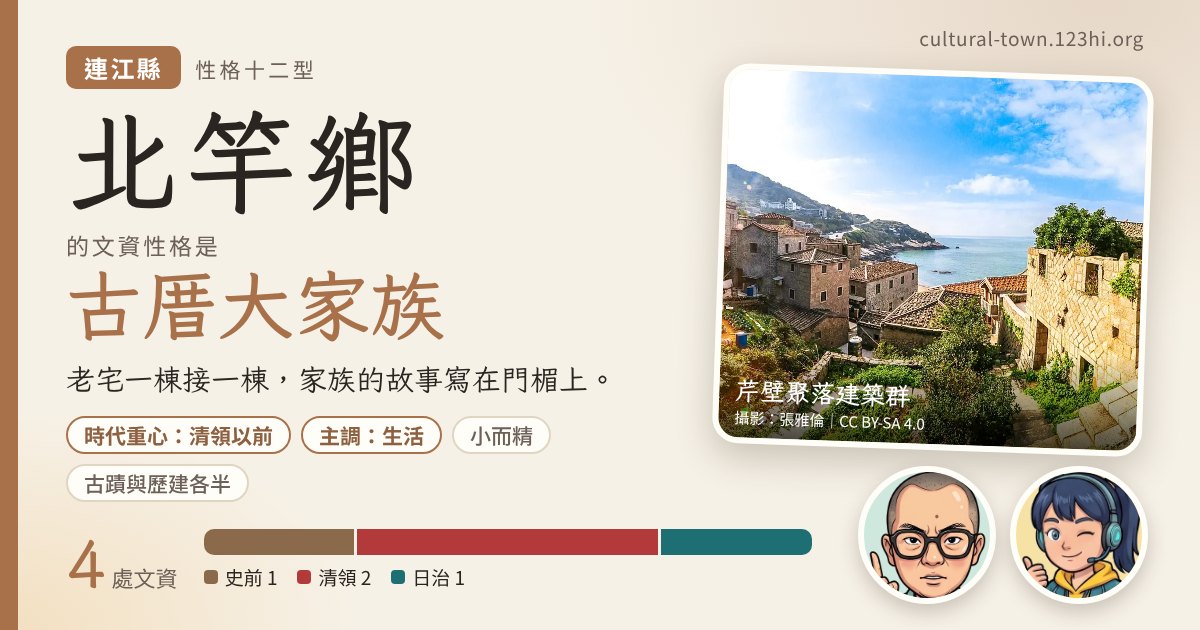 cultural-town.123hi.org
連江縣 性格十二型
北竿鄉
的文資性格是
古厝大家族
老宅一棟接一棟，家族的故事寫在門楣上。
時代重心：清領以前 主調：生活 小而精
古蹟與歷建各半
芹壁聚落建築群
攝影：張雅倫｜CC BY-SA 4.0
4 處文資
史前 1 清領 2 日治 1